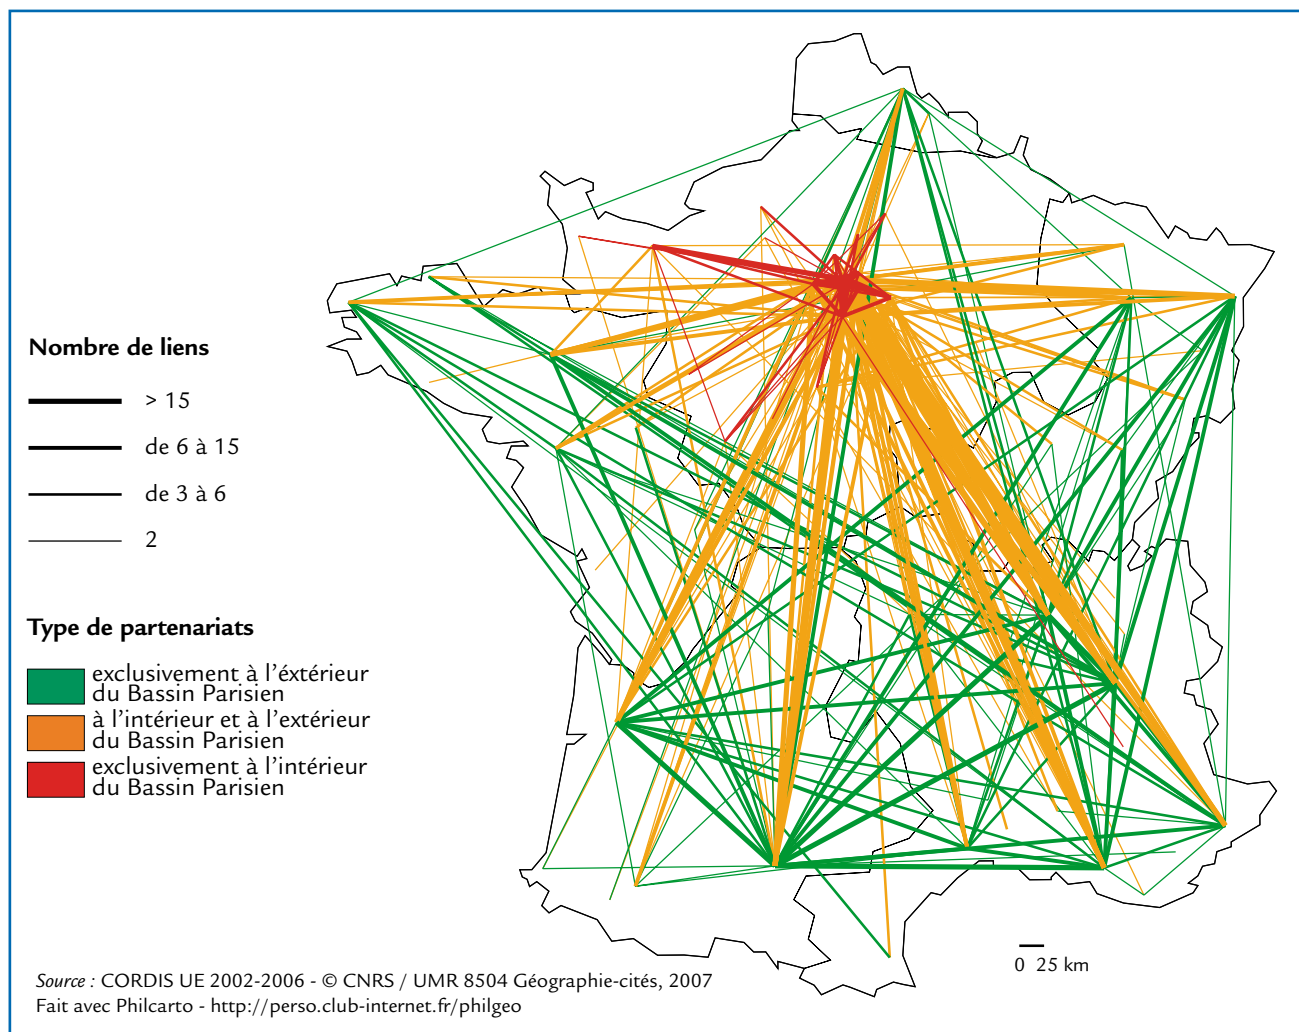 Nombre de liens
> 15
de 6 à 15
de 3 à 6
2
Type de partenariats
exclusivement à l'éxtérieur
du Bassin Parisien
à l'intérieur et à l'extérieur
du Bassin Parisien
exclusivement à l'intérieur
du Bassin Parisien
0 25 km
Source : CORDIS UE 2002-2006 - © CNRS / UMR 8504 Géographie-cités, 2007
Fait avec Philcarto - http://perso.club-internet.fr/philgeo